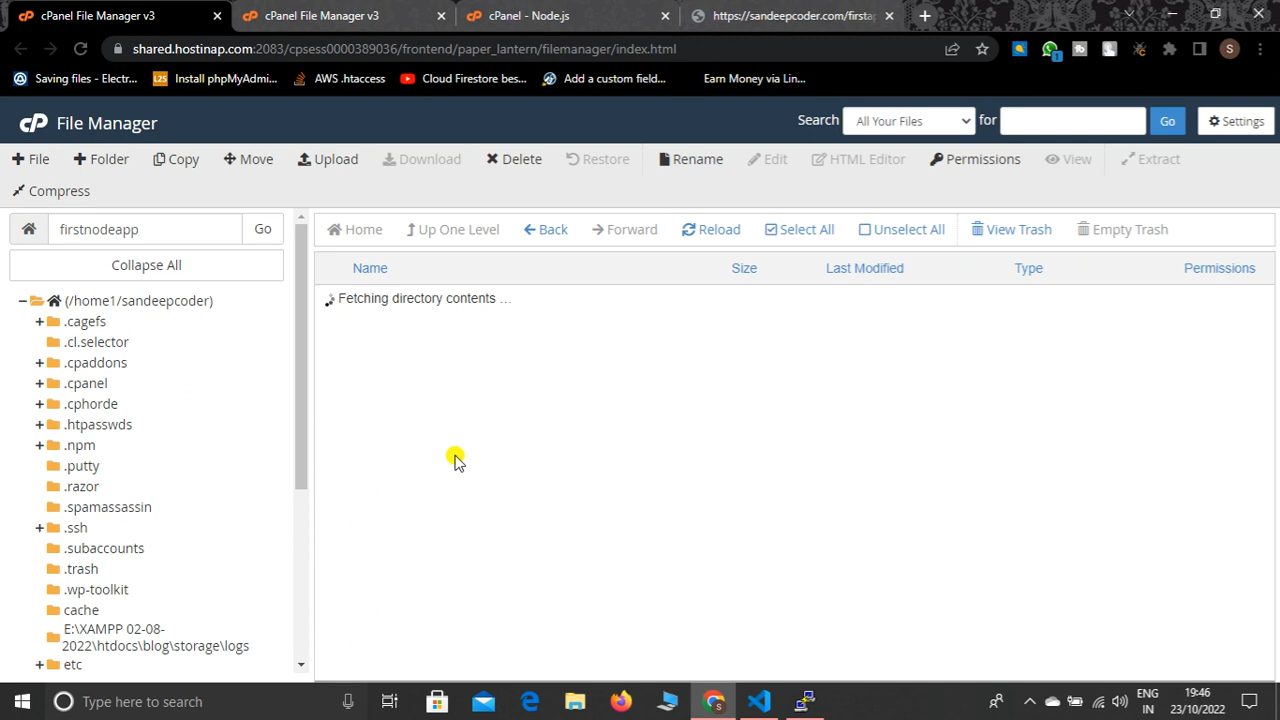 cPanel File Manager v3
cPanel File Manager v3
cPanel - Node.js
https://sandeepcoder.com/firsta
shared.hostinap.com:2083/cpsess0000389036/frontend/paper_lantern/filemanager/index.html
1
S
Saving files - Electr...
Install phpMyAdmi...
AWS .htaccess
Cloud Firestore bes...
Add a custom field...
Earn Money via Lin...
cP File Manager
Search All Your Files for Go Settings
File Folder Copy Move Upload Download Delete Restore Rename Edit HTML Editor Permissions View Extract
Compress
firstnodeapp Go
Home Up One Level Back Forward Reload Select All Unselect All View Trash Empty Trash
Collapse All
Name Size Last Modified Type Permissions
Fetching directory contents ...
(/home1/sandeepcoder)
.cagefs
.cl.selector
.cpaddons
.cpanel
.cphorde
.htpasswds
.npm
.putty
.razor
.spamassassin
.ssh
.subaccounts
.trash
.wp-toolkit
cache
E:\XAMPP 02-08-
2022\htdocs\blog\storage\logs
etc
Type here to search
S
ENG
IN
19:46
23/10/2022